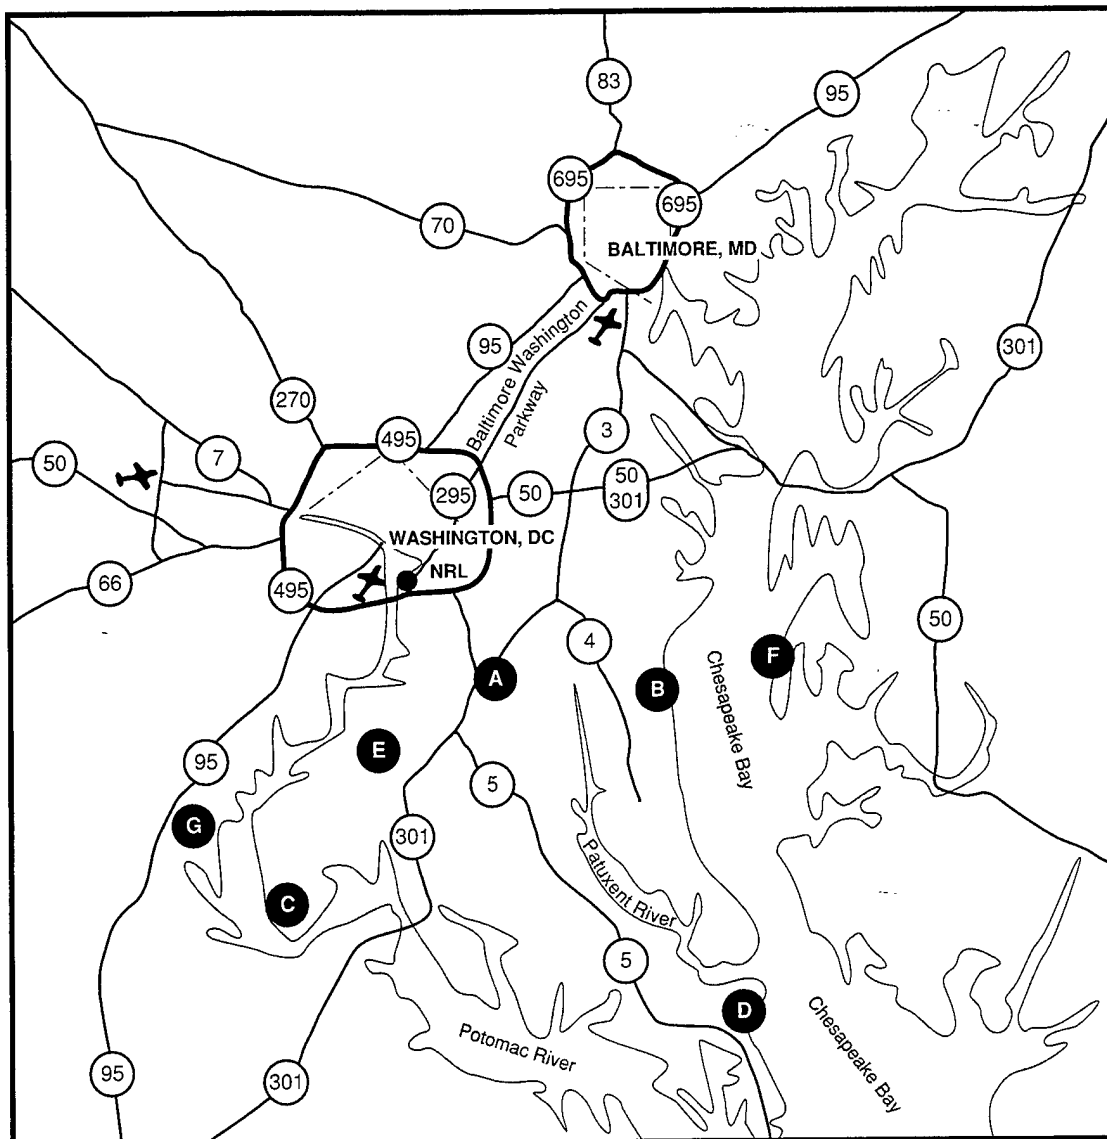 83
95
695
695
70
BALTIMORE, MD
Baltimore Washington
Parkway
95
301
270
495
3
7
50
295
50
50
301
WASHINGTON, DC
NRL
66
495
4
50
A
B
Chesapeake Bay
F
E
95
5
G
301
Patuxent River
C
5
D
Chesapeake Bay
Potomac River
95
301